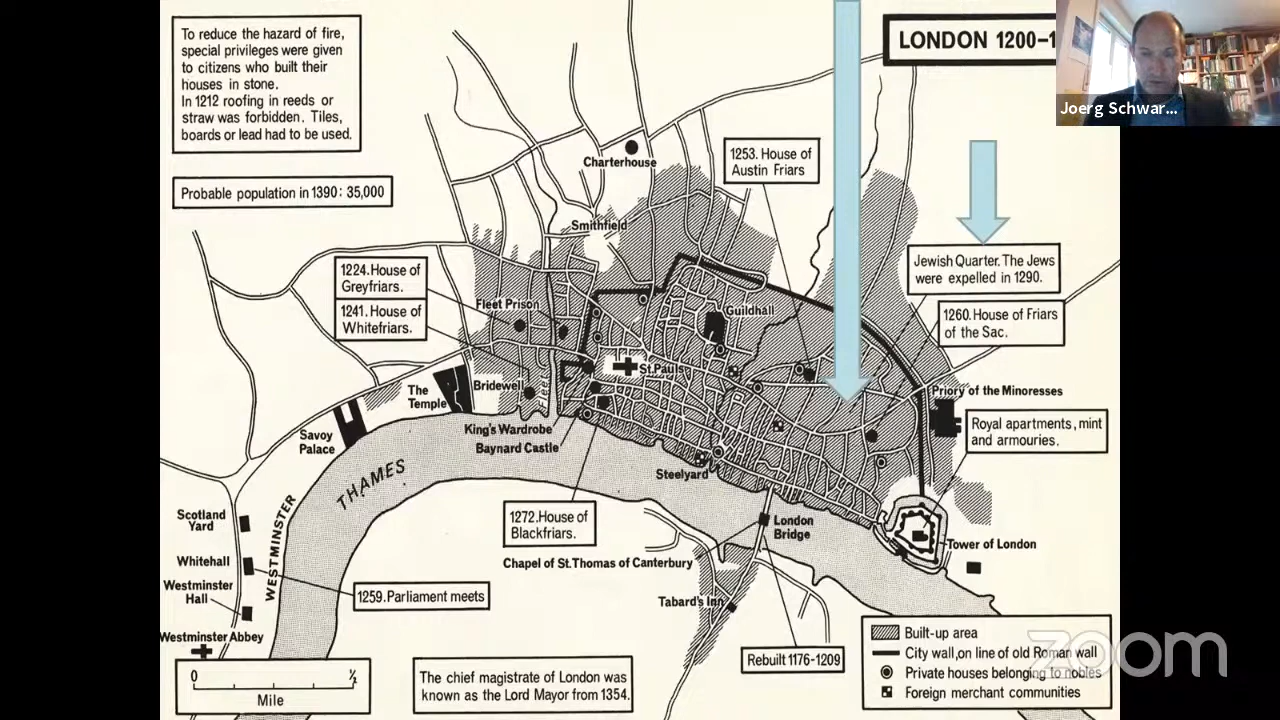 To reduce the hazard of fire,
special privileges were given
to citizens who built their
houses in stone.
In 1212 roofing in reeds or
straw was forbidden. Tiles,
boards or lead had to be used.
LONDON 1200-1
Joerg Schwar...
Probable population in 1390: 35,000
Charterhouse
1253. House of
Austin Friars
Smithfield
Jewish Quarter. The Jews
were expelled in 1290.
1224. House of
Greyfriars.
1241. House of
Whitefriars.
Fleet Prison
Guildhall
1260. House of Friars
of the Sac.
St. Pauls
The
Temple
Bridewell
Fleet
Priory of the Minoresses
Royal apartments, mint
and armouries.
King's Wardrobe
Baynard Castle
Savoy
Palace
THAMES
Steelyard
Scotland
Yard
WESTMINSTER
1272. House of
Blackfriars.
London
Bridge
Tower of London
Whitehall
Chapel of St. Thomas of Canterbury
Westminster
Hall
1259. Parliament meets
Tabard's Inn
Westminster Abbey
Rebuilt 1176-1209
0 ½
Mile
The chief magistrate of London was
known as the Lord Mayor from 1354.
Built-up area
City wall, on line of old Roman wall
Private houses belonging to nobles
Foreign merchant communities
zoom